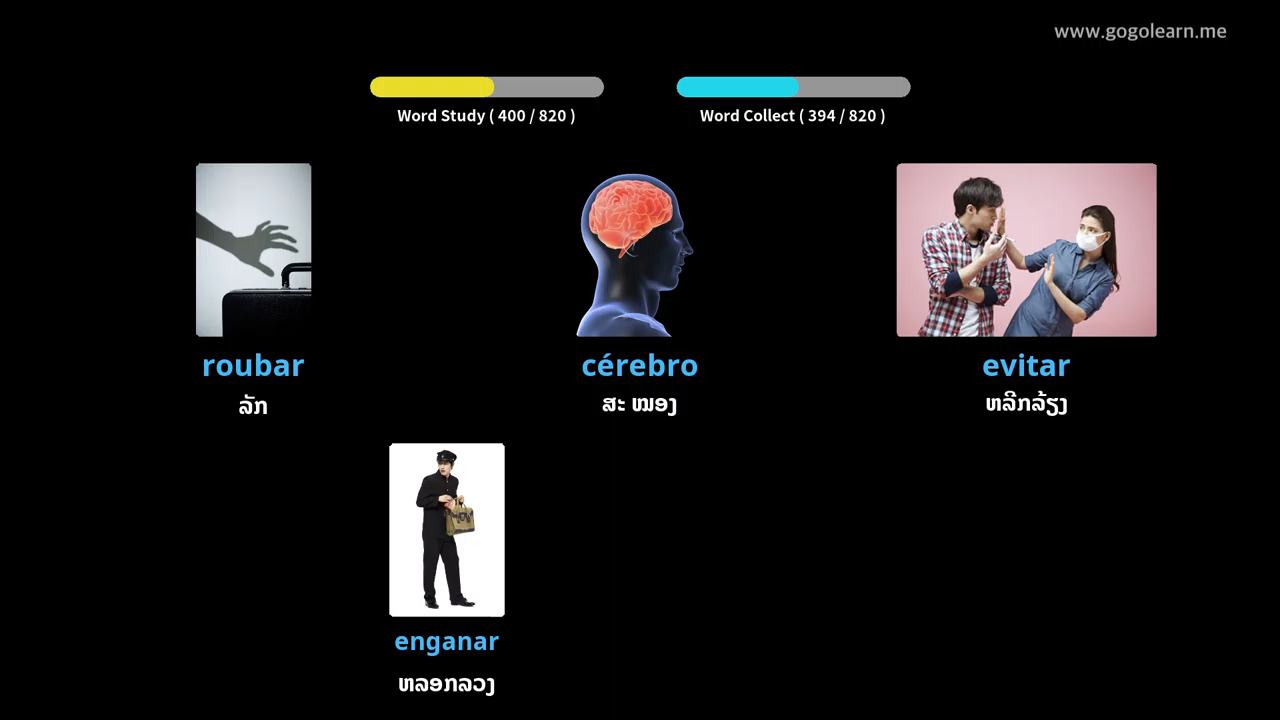 www.gogolearn.me
Word Study ( 400 / 820 )
Word Collect ( 394 / 820 )
roubar
ລັກ
cérebro
ສະ ໝອງ
evitar
ຫລີກລ້ຽງ
enganar
ຫລອກລວງ